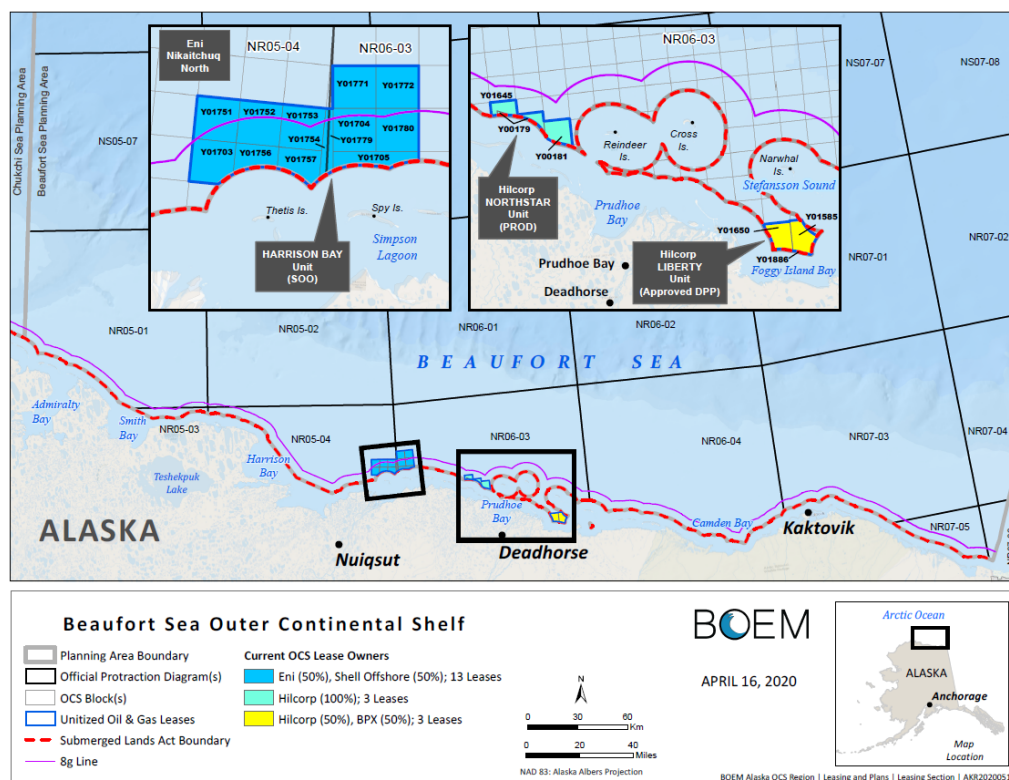 Chukchi Sea Planning Area
Beaufort Sea Planning Area
NS05-07
NS07-07
NS07-08
NR07-02
NR07-01
Eni
Nikaitchuq
North
NR05-04
NR06-03
Y01771
Y01772
Y01751
Y01752
Y01753
Y01704
Y01780
Y01754
Y01779
Y01703
Y01756
Y01757
Y01705
Thetis Is.
Spy Is.
HARRISON BAY
Unit
(SOO)
Simpson
Lagoon
NR06-03
Y01645
Y00179
Y00181
Reindeer
Is.
Cross
Is.
Narwhal
Is.
Stefansson Sound
Hilcorp
NORTHSTAR
Unit
(PROD)
Prudhoe
Bay
Y01650
Y01585
Y01886
Hilcorp
LIBERTY
Unit
(Approved DPP)
Foggy Island Bay
Prudhoe Bay
Deadhorse
NR05-01
NR05-02
NR06-01
NR06-02
BEAUFORT SEA
Admiralty
Bay
Smith
Bay
NR05-03
NR05-04
NR06-03
NR06-04
NR07-03
NR07-04
Teshekpuk
Lake
Harrison
Bay
Prudhoe
Bay
Camden Bay
Kaktovik
NR07-05
ALASKA
Nuiqsut
Deadhorse
Beaufort Sea Outer Continental Shelf
Planning Area Boundary
Official Protraction Diagram(s)
OCS Block(s)
Unitized Oil & Gas Leases
Submerged Lands Act Boundary
8g Line
Current OCS Lease Owners
Eni (50%), Shell Offshore (50%); 13 Leases
Hilcorp (100%); 3 Leases
Hilcorp (50%), BPX (50%); 3 Leases
BOEM
APRIL 16, 2020
N
0 30 60
Km
0 20 40
Miles
NAD 83: Alaska Albers Projection
Arctic Ocean
ALASKA
Anchorage
Map
Location
BOEM Alaska OCS Region | Leasing and Plans | Leasing Section | AKR2020051